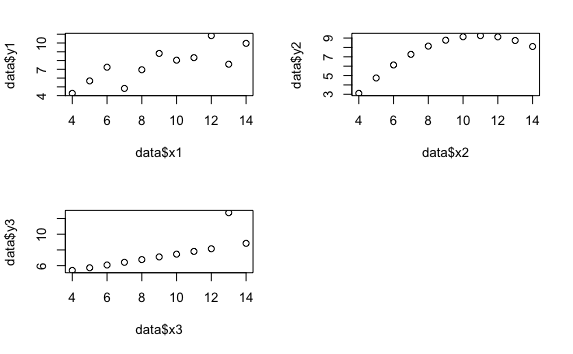 data$y1
4 7 10
4 6 8 10 12 14
data$x1
data$y2
3 5 7 9
4 6 8 10 12 14
data$x2
data$y3
6 10
4 6 8 10 12 14
data$x3